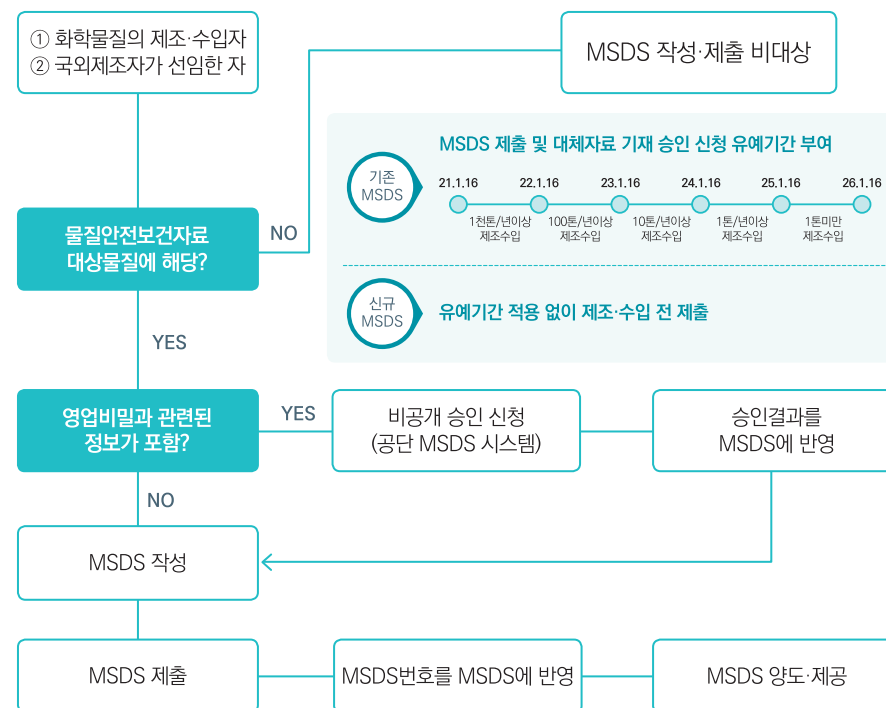 ① 화학물질의 제조·수입자
② 국외제조자가 선임한 자
MSDS 작성·제출 비대상
MSDS 제출 및 대체자료 기재 승인 신청 유예기간 부여
기존
MSDS
21.1.16 22.1.16 23.1.16 24.1.16 25.1.16 26.1.16
1천톤/년이상 100톤/년이상 10톤/년이상 1톤/년이상 1톤미만
제조수입 제조수입 제조수입 제조수입 제조수입
물질안전보건자료
대상물질에 해당?
NO
신규
MSDS
유예기간 적용 없이 제조·수입 전 제출
YES
영업비밀과 관련된
정보가 포함?
YES
비공개 승인 신청
(공단 MSDS 시스템)
승인결과를
MSDS에 반영
NO
MSDS 작성
MSDS 제출
MSDS번호를 MSDS에 반영
MSDS 양도·제공